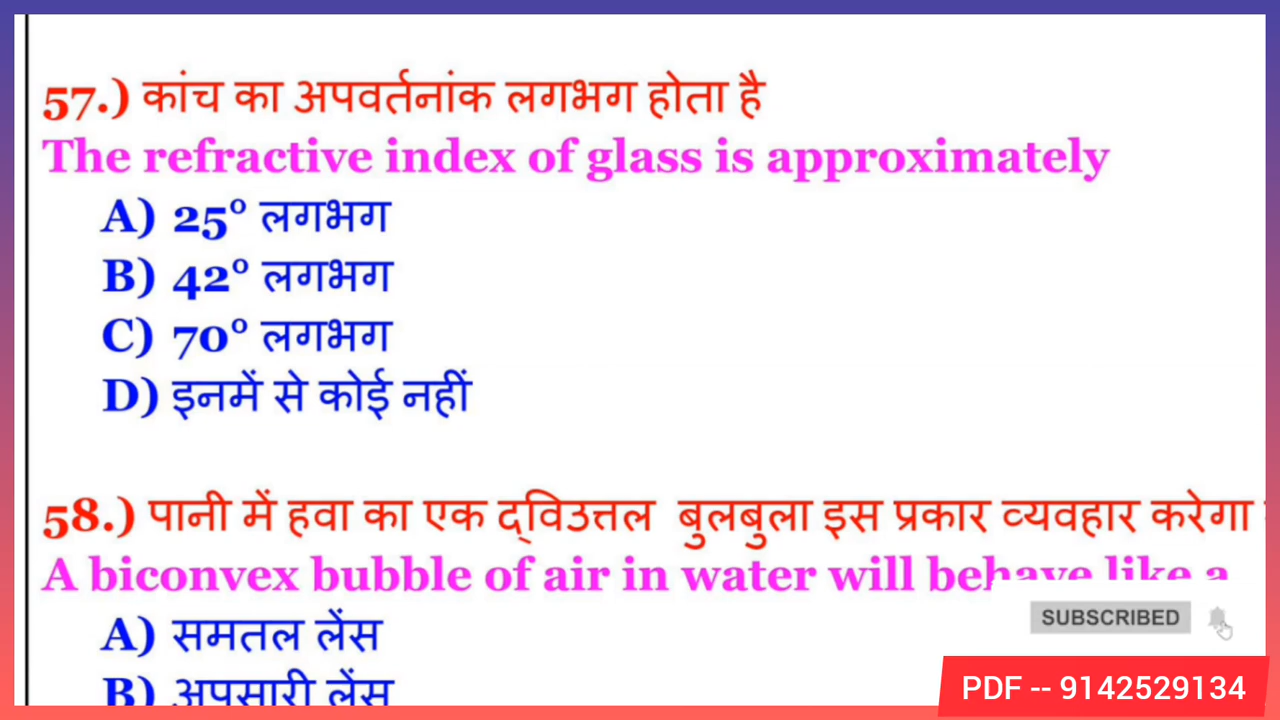 57.) कांच का अपवर्तनांक लगभग होता है
The refractive index of glass is approximately
A) 25° लगभग
B) 42° लगभग
C) 70° लगभग
D) इनमें से कोई नहीं
58.) पानी में हवा का एक द्विउत्तल बुलबुला इस प्रकार व्यवहार करेगा
A biconvex bubble of air in water will behave like a
A) समतल लेंस
SUBSCRIBED
B) अपसारी लेंस
PDF -- 9142529134